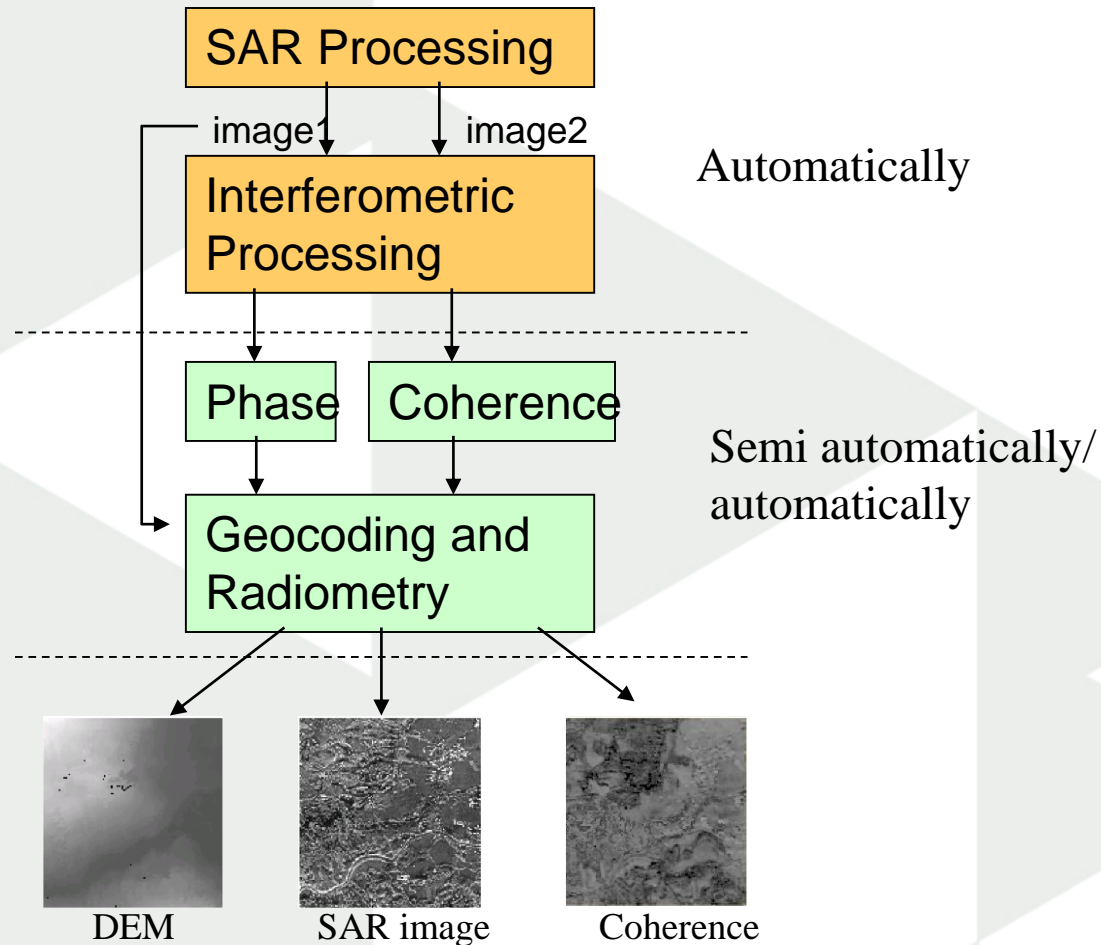 SAR Processing
image1
image2
Interferometric
Processing
Automatically
Phase
Coherence
Semi automatically/
automatically
Geocoding and
Radiometry
DEM
SAR image
Coherence